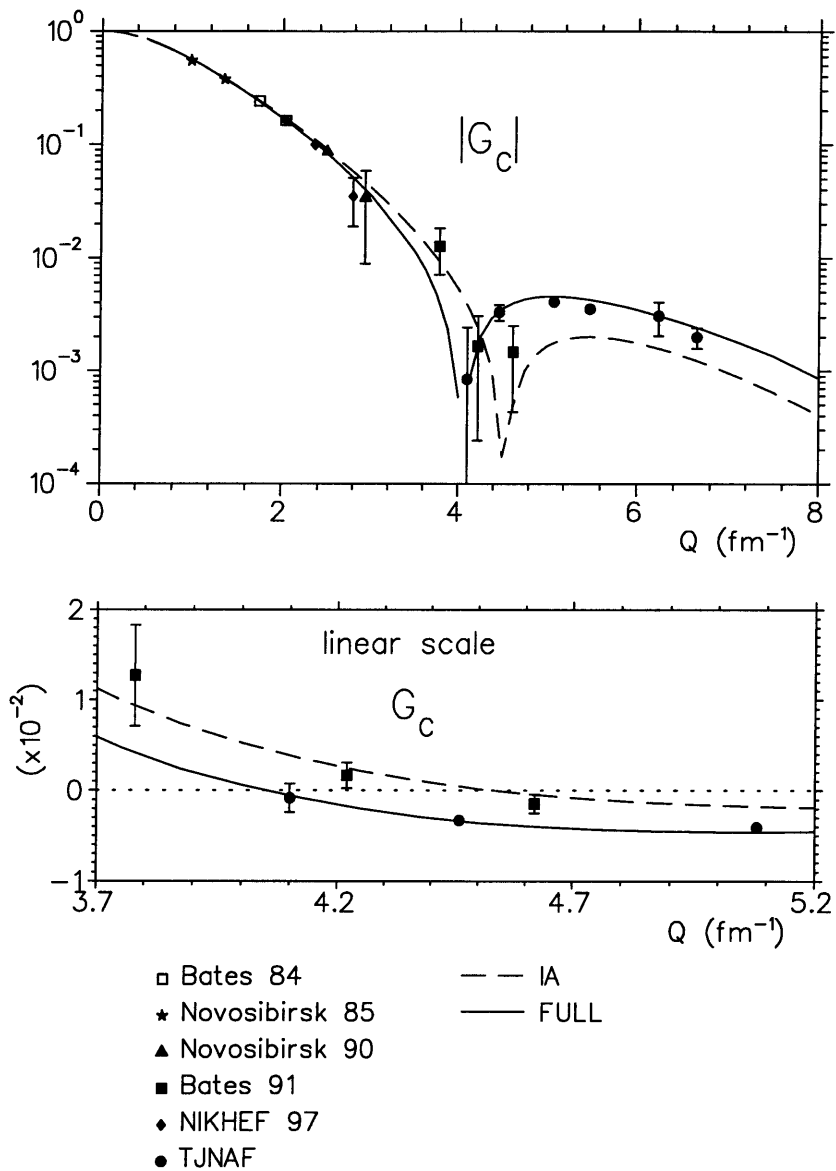 10⁰
10⁻¹
10⁻²
10⁻³
10⁻⁴
|G_C|
0 2 4 6 8
Q (fm⁻¹)
2
1
0
−1
(x10⁻²)
linear scale
G_C
3.7 4.2 4.7 5.2
Q (fm⁻¹)
Bates 84
Novosibirsk 85
Novosibirsk 90
Bates 91
NIKHEF 97
TJNAF
IA
FULL